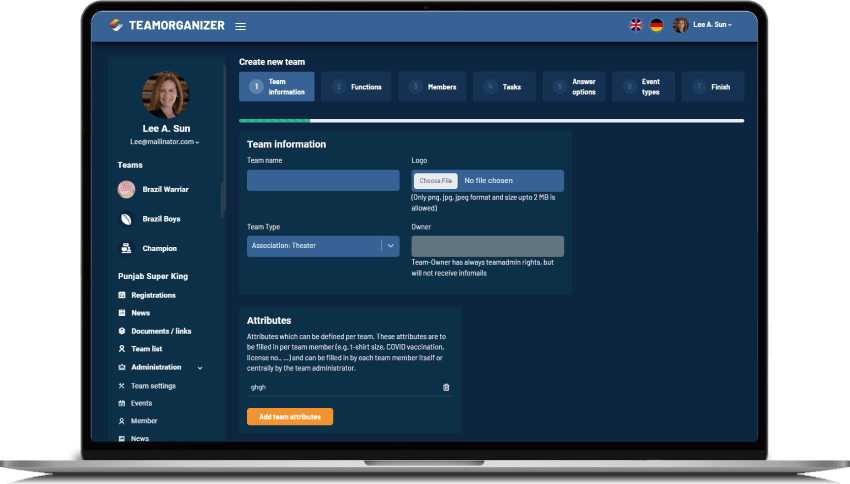 TEAMORGANIZER
Lee A. Sun
Lee A. Sun
Lee@mailinator.com
Teams
Brazil Warriar
Brazil Boys
Champion
Punjab Super King
Registrations
News
Documents / links
Team list
Administration
Team settings
Events
Member
News
Create new team
1 Team
information
2 Functions
3 Members
4 Tasks
5 Answer
options
6 Event
types
7 Finish
Team information
Team name
Logo
Choose File No file chosen
(Only png, jpg, jpeg format and size upto 2 MB is
allowed)
Team Type
Owner
Association: Theater
Team-Owner has always teamadmin rights, but
will not receive infomails
Attributes
Attributes which can be defined per team. These attributes are to
be filled in per team member (e.g. t-shirt size, COVID vaccination,
license no., ...) and can be filled in by each team member itself or
centrally by the team administrator.
ghgh
Add team attributes